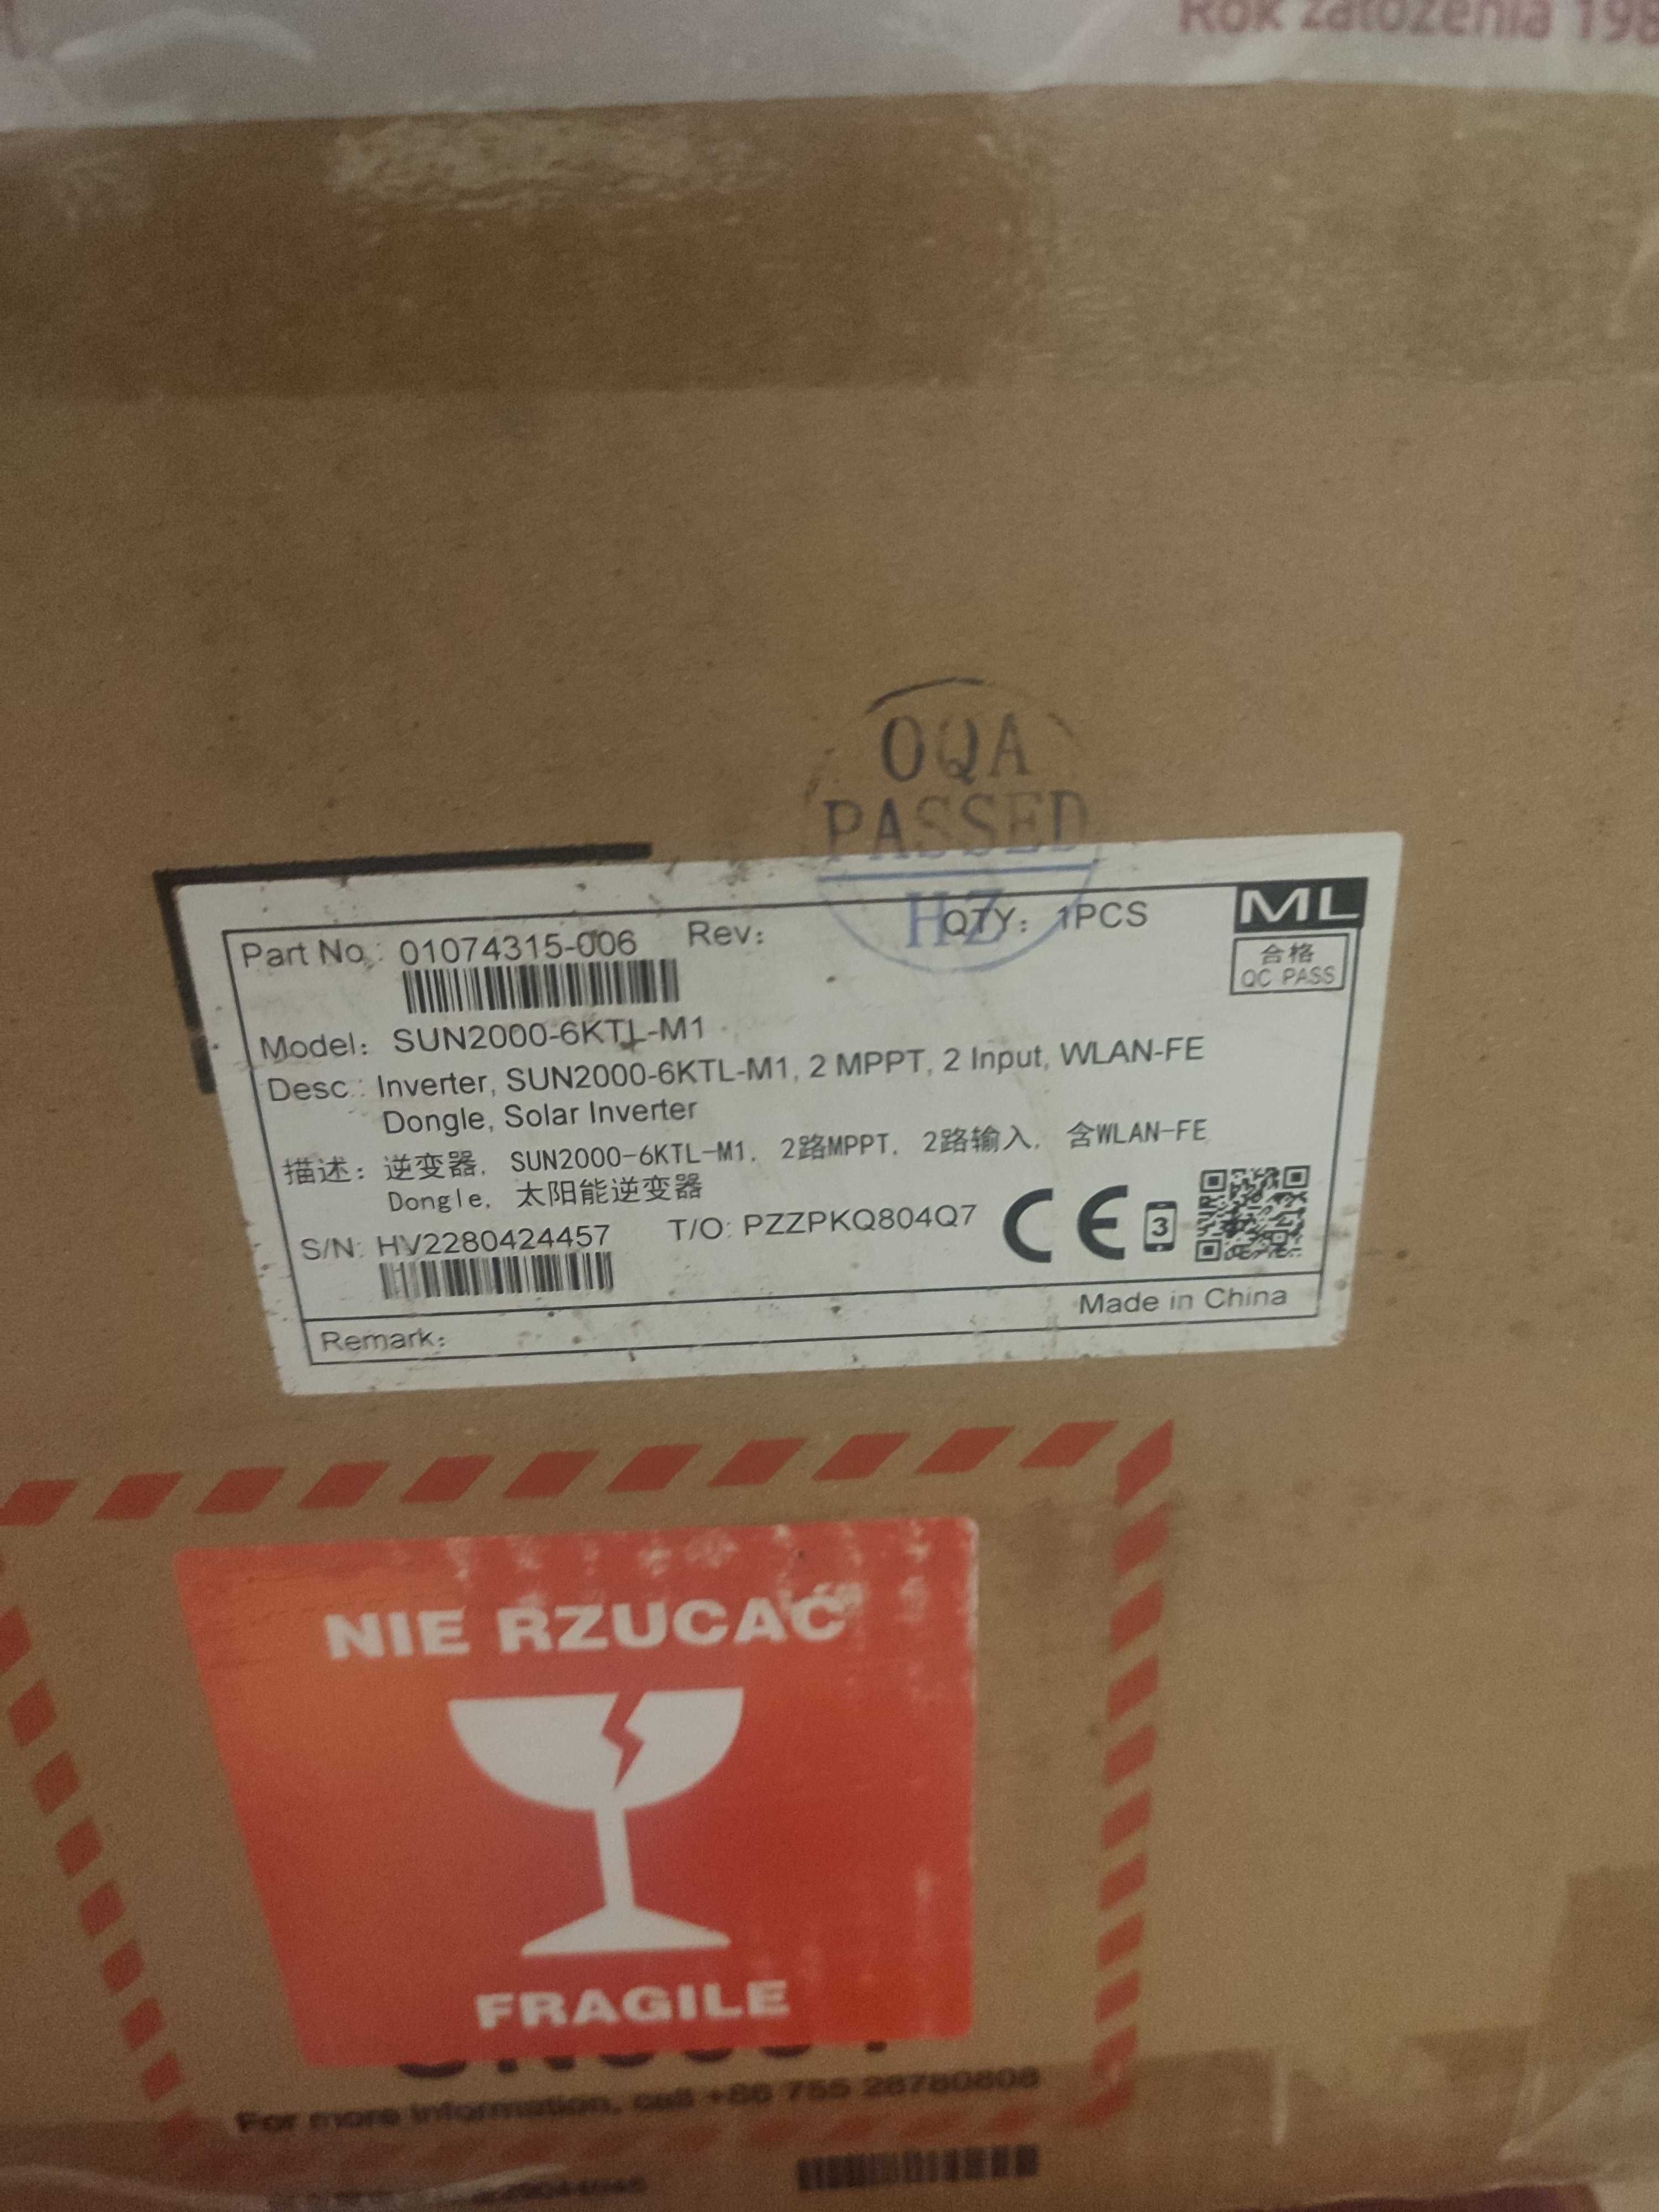 Rok założenia 198
OQA
PASSED
HZ
Part No.: 01074315-006 Rev: QTY: 1PCS
ML
合格
QC PASS
Model: SUN2000-6KTL-M1
Desc.: Inverter, SUN2000-6KTL-M1, 2 MPPT, 2 Input, WLAN-FE
Dongle, Solar Inverter
描述: 逆变器, SUN2000-6KTL-M1, 2路MPPT, 2路输入, 含WLAN-FE
Dongle, 太阳能逆变器
S/N: HV2280424457 T/O: PZZPKQ804Q7 CE 3
Made in China
Remark:
NIE RZUCAĆ
FRAGILE
For more information, call +86 755 28780808